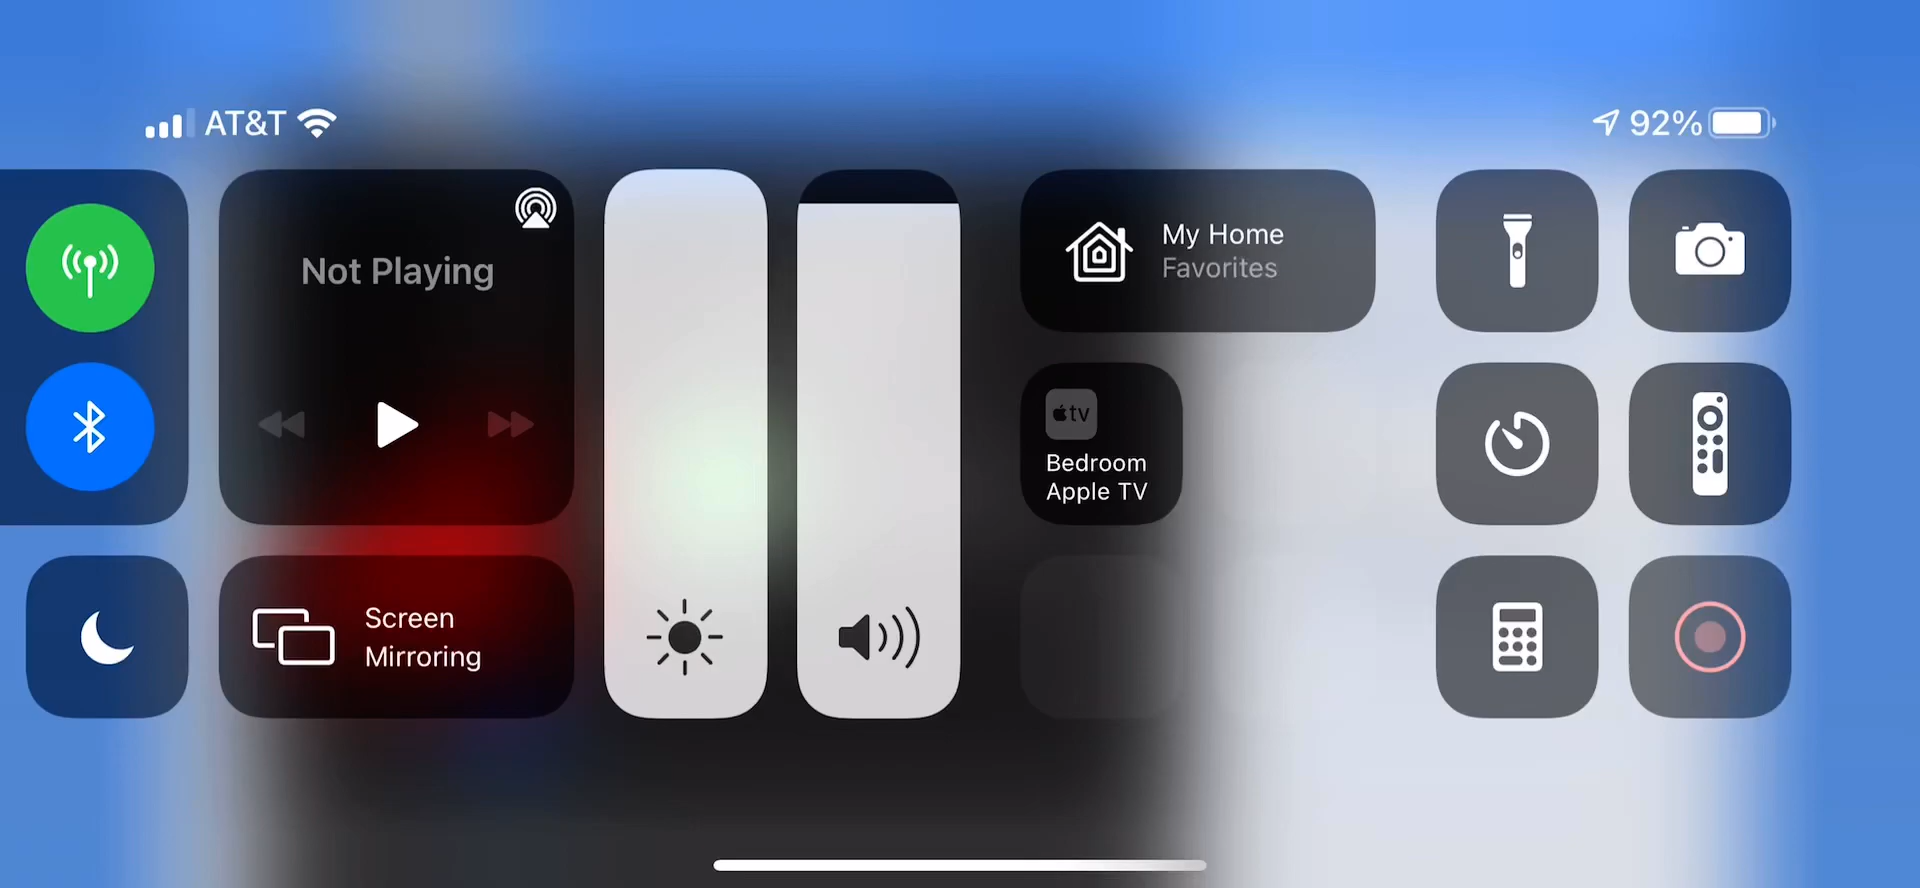 AT&T
92%
Not Playing
My Home
Favorites
tv
Bedroom
Apple TV
Screen
Mirroring